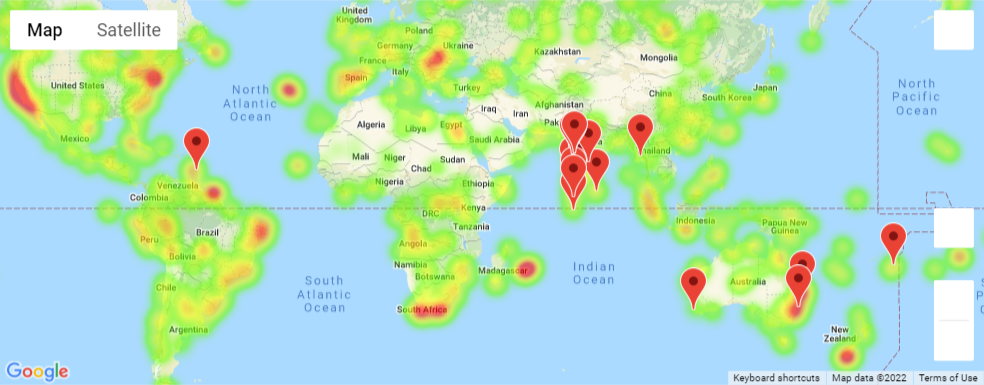 Map
Satellite
United
Kingdom
Poland
Germany
Ukraine
France
Italy
Spain
Turkey
Kazakhstan
Mongolia
United States
North
Atlantic
Ocean
Mexico
Algeria
Libya
Egypt
Iraq
Iran
Afghanistan
Pak
Saudi Arabia
China
South Korea
Japan
North
Pacific
Ocean
Mali
Niger
Chad
Sudan
Nigeria
Ethiopia
Thailand
Venezuela
Colombia
DRC
Kenya
Tanzania
Indonesia
Papua New
Guinea
Brazil
Peru
Bolivia
Angola
Namibia
Botswana
Madagascar
Indian
Ocean
Australia
Chile
South
Atlantic
Ocean
South Africa
Argentina
New
Zealand
Google
Keyboard shortcuts
Map data ©2022
Terms of Use